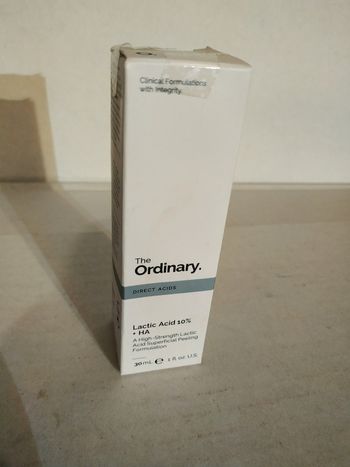 Clinical Formulations
with Integrity.
The
Ordinary.
DIRECT ACIDS
Lactic Acid 10%
+ HA
A High-Strength Lactic
Acid Superficial Peeling
Formulation
30 mL ℮ 1 fl. oz. U.S.